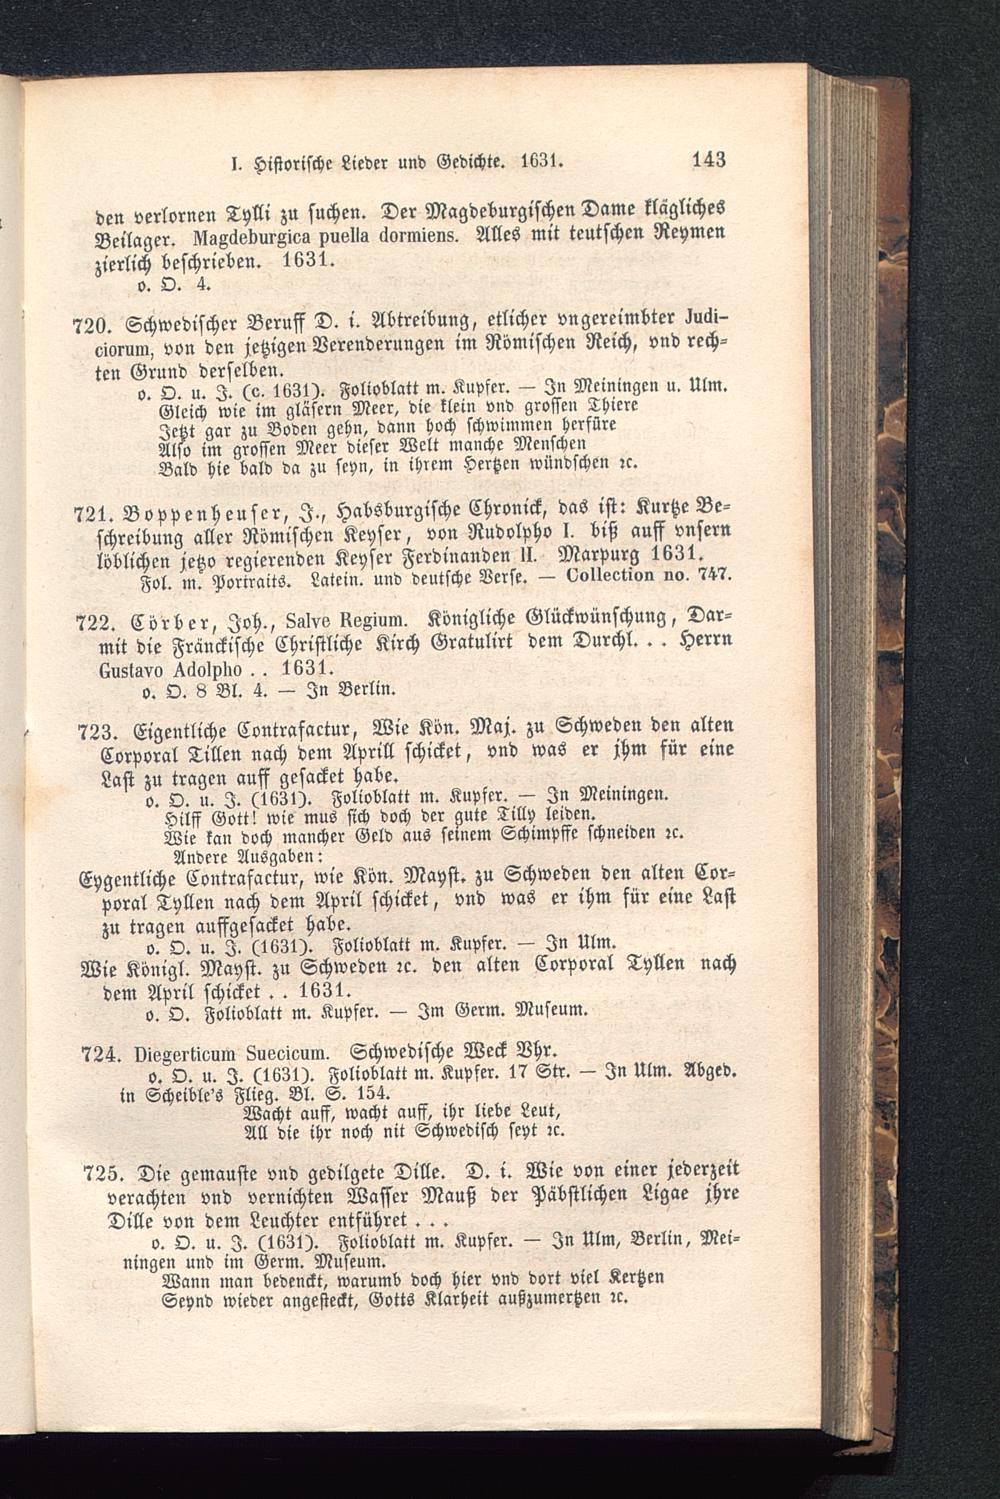 I. Historische Lieder und Gedichte. 1631. 143
den verlornen Tylli zu suchen. Der Magdeburgischen Dame klägliches
Beilager. Magdeburgica puella dormiens. Alles mit teutschen Reymen
zierlich beschrieben. 1631.
o. O. 4.
720. Schwedischer Beruff D. i. Abtreibung, etlicher vngereimbter Judi-
ciorum, von den jetzigen Verenderungen im Römischen Reich, vnd rech-
ten Grund derselben.
o. O. u. J. (c. 1631). Folioblatt m. Kupfer. — In Meiningen u. Ulm.
Gleich wie im gläsern Meer, die klein vnd grossen Thiere
Jetzt gar zu Boden gehn, dann hoch schwimmen herfüre
Also im grossen Meer dieser Welt manche Menschen
Bald hie bald da zu seyn, in ihrem Hertzen wündschen ꝛc.
721. Boppenheuser, J., Habsburgische Chronick, das ist: Kurtze Be-
schreibung aller Römischen Keyser, von Rudolpho I. biß auff vnsern
löblichen jetzo regierenden Keyser Ferdinanden II. Marpurg 1631.
Fol. m. Portraits. Latein. und deutsche Verse. — Collection no. 747.
722. Cörber, Joh., Salve Regium. Königliche Glückwünschung, Dar-
mit die Fränckische Christliche Kirch Gratulirt dem Durchl. . . Herrn
Gustavo Adolpho . . 1631.
o. O. 8 Bl. 4. — In Berlin.
723. Eigentliche Contrafactur, Wie Kön. Maj. zu Schweden den alten
Corporal Tillen nach dem Aprill schicket, vnd was er jhm für eine
Last zu tragen auff gesacket habe.
o. O. u. J. (1631). Folioblatt m. Kupfer. — In Meiningen.
Hilff Gott! wie mus sich doch der gute Tilly leiden.
Wie kan doch mancher Geld aus seinem Schimpffe schneiden ꝛc.
Andere Ausgaben:
Eygentliche Contrafactur, wie Kön. Mayst. zu Schweden den alten Cor-
poral Tyllen nach dem April schicket, vnd was er ihm für eine Last
zu tragen auffgesacket habe.
o. O. u. J. (1631). Folioblatt m. Kupfer. — In Ulm.
Wie Königl. Mayst. zu Schweden ꝛc. den alten Corporal Tyllen nach
dem April schicket . . 1631.
o. O. Folioblatt m. Kupfer. — Im Germ. Museum.
724. Diegerticum Suecicum. Schwedische Weck Vhr.
o. O. u. J. (1631). Folioblatt m. Kupfer. 17 Str. — In Ulm. Abged.
in Scheible's Flieg. Bl. S. 154.
Wacht auff, wacht auff, ihr liebe Leut,
All die ihr noch nit Schwedisch seyt ꝛc.
725. Die gemauste vnd gedilgete Dille. D. i. Wie von einer jederzeit
verachten vnd vernichten Wasser Mauß der Päbstlichen Ligae jhre
Dille von dem Leuchter entführet . . .
o. O. u. J. (1631). Folioblatt m. Kupfer. — In Ulm, Berlin, Mei-
ningen und im Germ. Museum.
Wann man bedenckt, warumb doch hier vnd dort viel Kertzen
Seynd wieder angesteckt, Gotts Klarheit außzumertzen ꝛc.